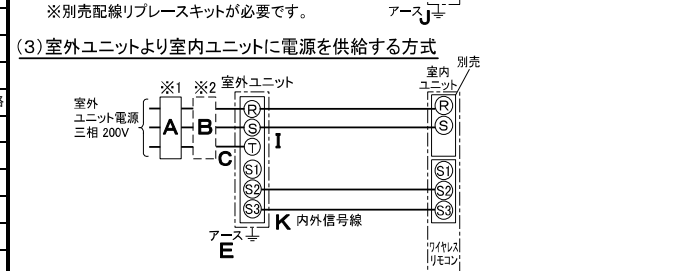 ※別売配線リプレースキットが必要です。
アース J
(3)室外ユニットより室内ユニットに電源を供給する方式
別売
※1 ※2 室外ユニット
室内
ユニット
室外
ユニット電源
三相 200V
A B C
R
S
T
S1
S2
S3
I
R
S
S1
S2
S3
K 内外信号線
アース
E
ワイヤレス
リモコン